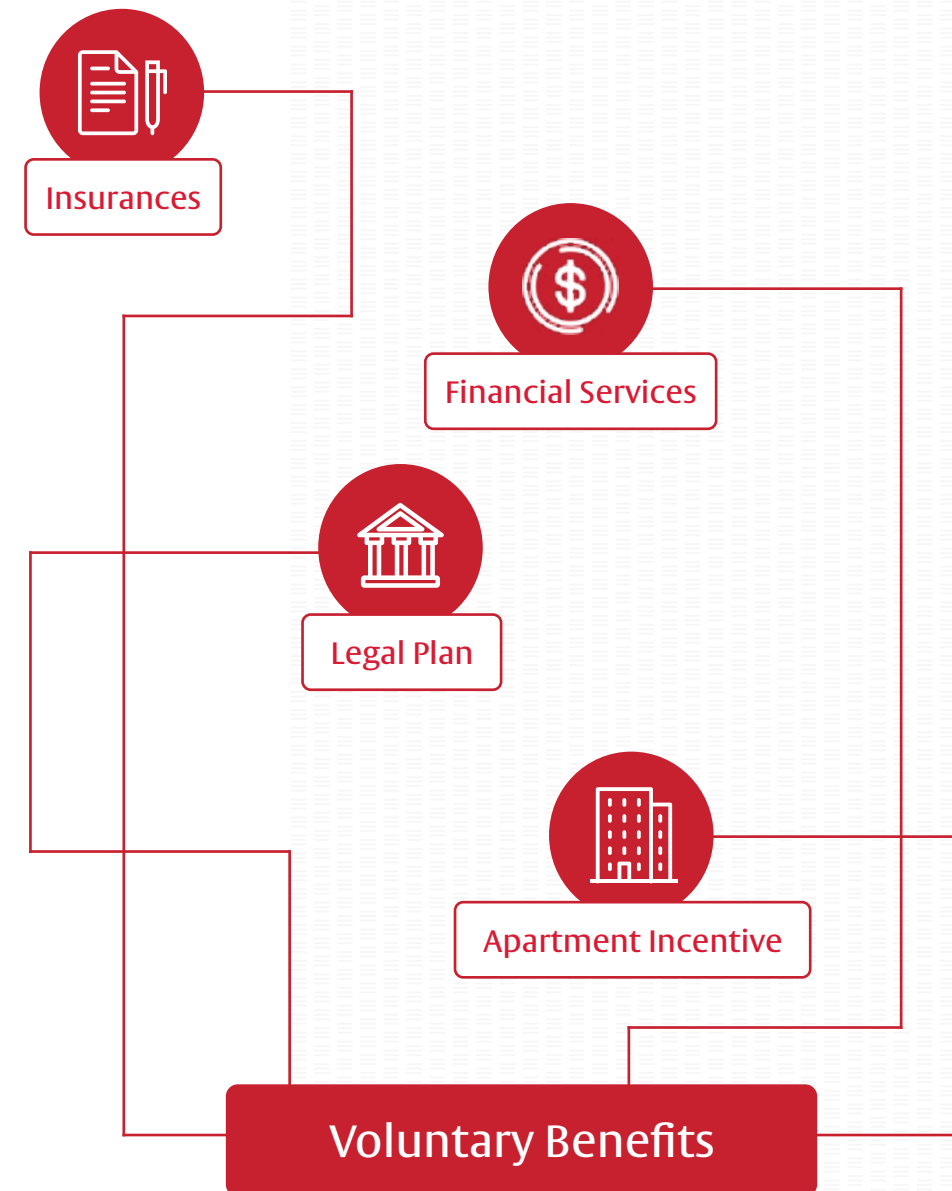 Insurances
Financial Services
Legal Plan
Apartment Incentive
Voluntary Benefits